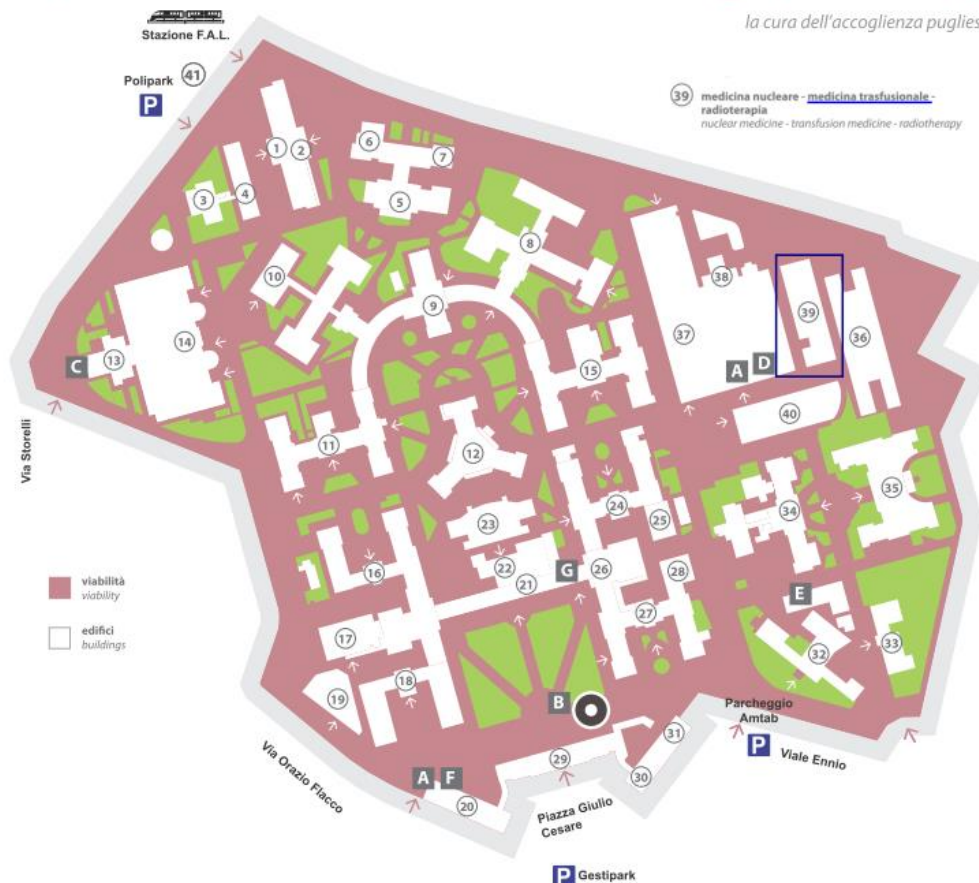 la cura dell'accoglienza puglies
Stazione F.A.L.
Polipark 41
P
39 medicina nucleare - medicina trasfusionale -
radioterapia
nuclear medicine - transfusion medicine - radiotherapy
6
7
1
2
3
4
5
8
10
9
38
39
36
37
14
13
C
15
A
D
40
11
12
35
Via Storelli
24
25
34
23
22
21
G
26
28
16
viabilità
viability
E
edifici
buildings
17
27
33
32
18
19
B
Parcheggio
Amtab
P
Viale Ennio
31
29
30
Via Orazio Flacco
A F
20
Piazza Giulio
Cesare
P Gestipark